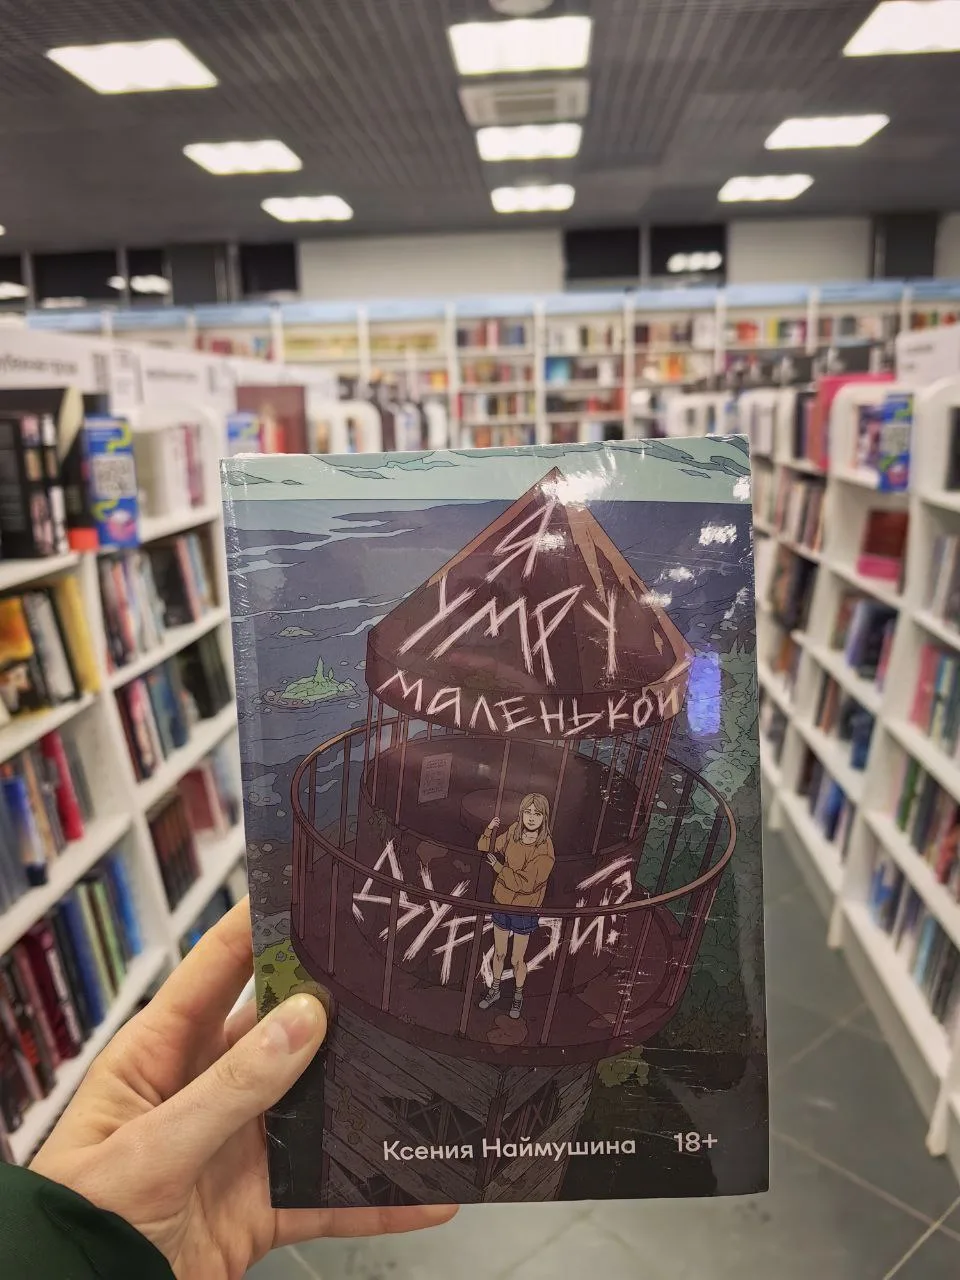 Я
УМРУ
МАЛЕНЬКОЙ
ДУРОЙ?
Ксения Наймушина 18+